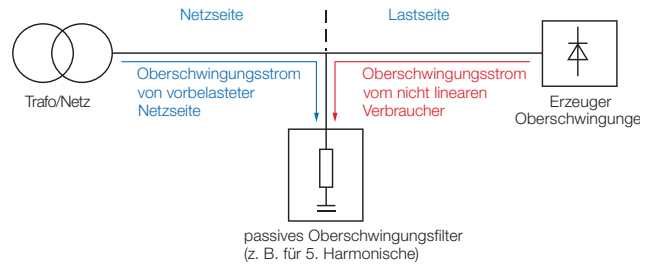 Netzseite
Lastseite
Oberschwingungsstrom
von vorbelasteter
Netzseite
Oberschwingungsstrom
vom nicht linearen
Verbraucher
Trafo/Netz
Erzeuger
Oberschwingunge
passives Oberschwingungsfilter
(z. B. für 5. Harmonische)